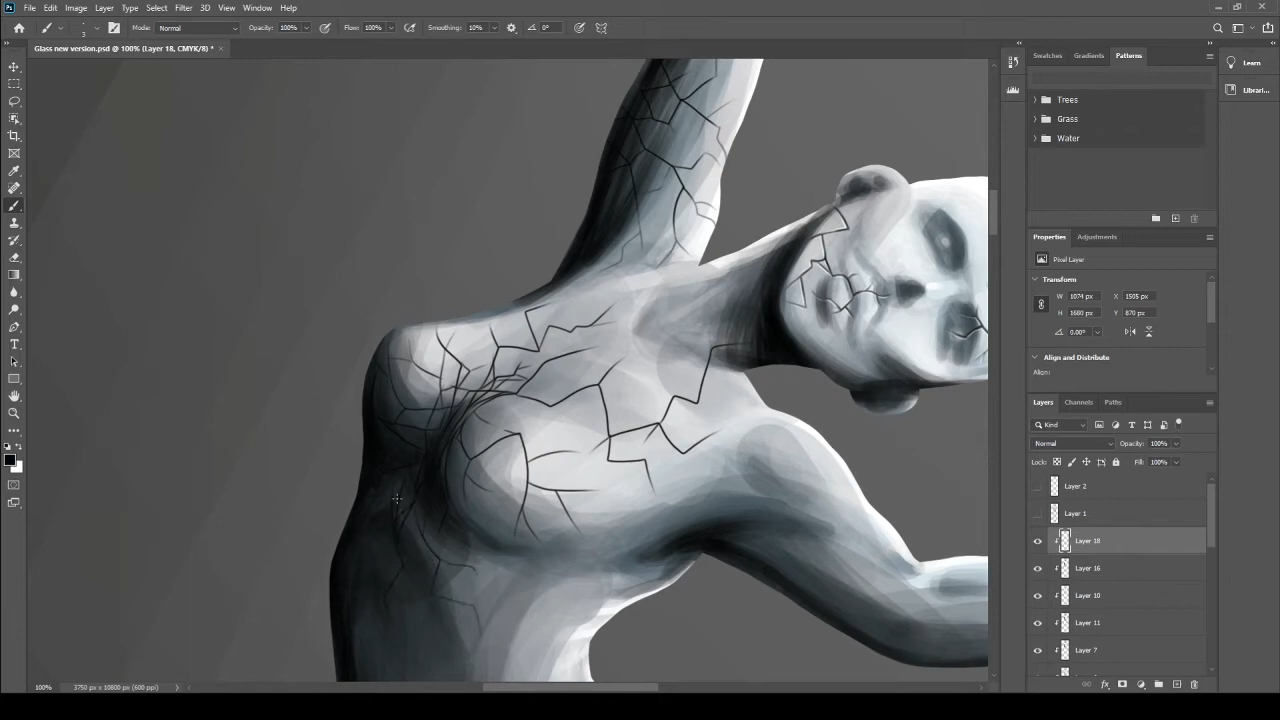 Ps File Edit Image Layer Type Select Filter 3D View Window Help
3 Mode: Normal Opacity: 100% Flow: 100% Smoothing: 10% 0°
Glass new version.psd @ 100% (Layer 18, CMYK/8) * ×
Swatches Gradients Patterns
Learn
Librari...
Trees
Grass
Water
Properties Adjustments
Pixel Layer
Transform
W 1074 px X 1505 px
H 1680 px Y 870 px
0.00°
Align and Distribute
Align:
Layers Channels Paths
Kind
Normal Opacity: 100%
Lock: Fill: 100%
Layer 2
Layer 1
Layer 18
Layer 16
Layer 10
Layer 11
Layer 7
fx
100% 3750 px x 10800 px (600 ppi)